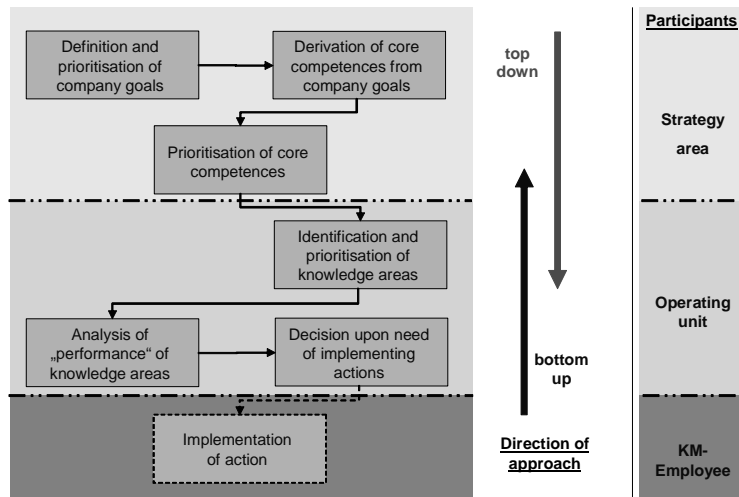 Definition and
prioritisation of
company goals
Derivation of core
competences from
company goals
Prioritisation of core
competences
Identification and
prioritisation of
knowledge areas
Analysis of
„performance“ of
knowledge areas
Decision upon need
of implementing
actions
Implementation
of action
top
down
bottom
up
Direction of
approach
Participants
Strategy
area
Operating
unit
KM-
Employee